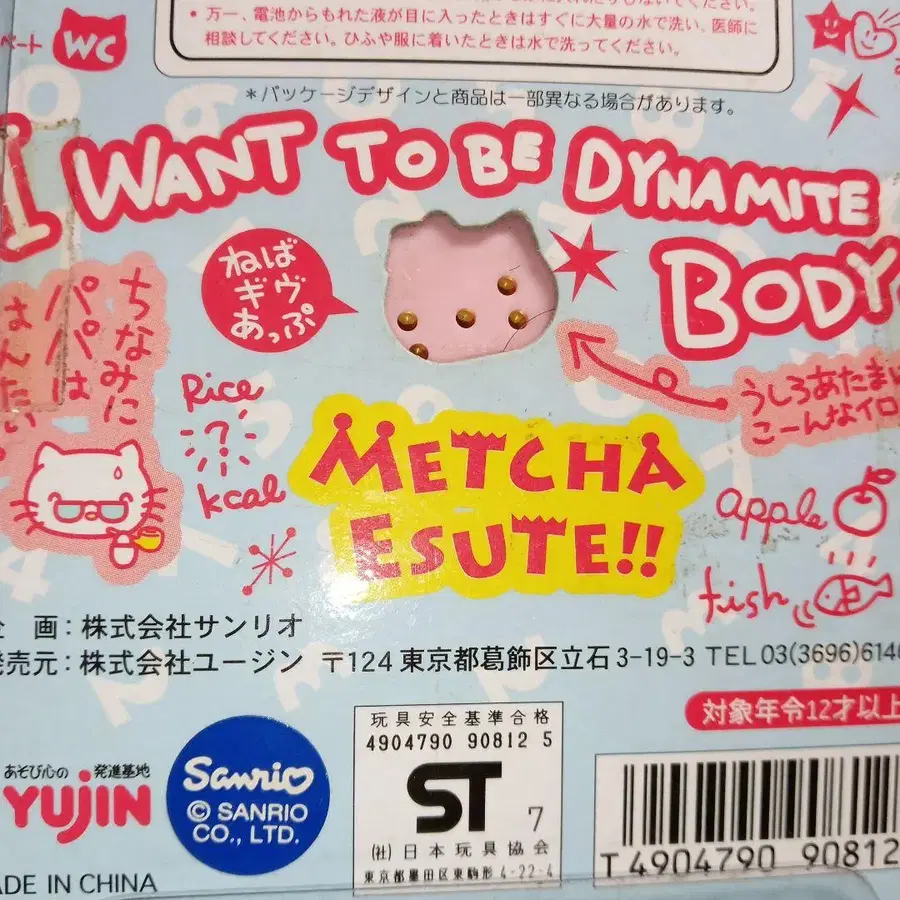 ・万一、電池からもれた液が目に入ったときはすぐに大量の水で洗い、医師に
相談してください。ひふや服に着いたときは水で洗ってください。
WC
*パッケージデザインと商品は一部異なる場合があります。
I WANT TO BE DYNAMITE
BODY
ねば
ギヴ
あっぷ
ちなみに
パパは
うしろあたま
こーんなイロ
Rice
?
kcal
METCHA
ESUTE!!
apple
fish
画:株式会社サンリオ
発売元:株式会社ユージン 〒124 東京都葛飾区立石3-19-3 TEL03(3696)614
対象年令12才以上
あそび心の 発進基地
YUJIN
Sanrio
© SANRIO
CO., LTD.
玩具安全基準合格
4904790 90812 5
ST 7
(社)日本玩具協会
東京都墨田区東駒形4-22-4
T4904790 90812
MADE IN CHINA